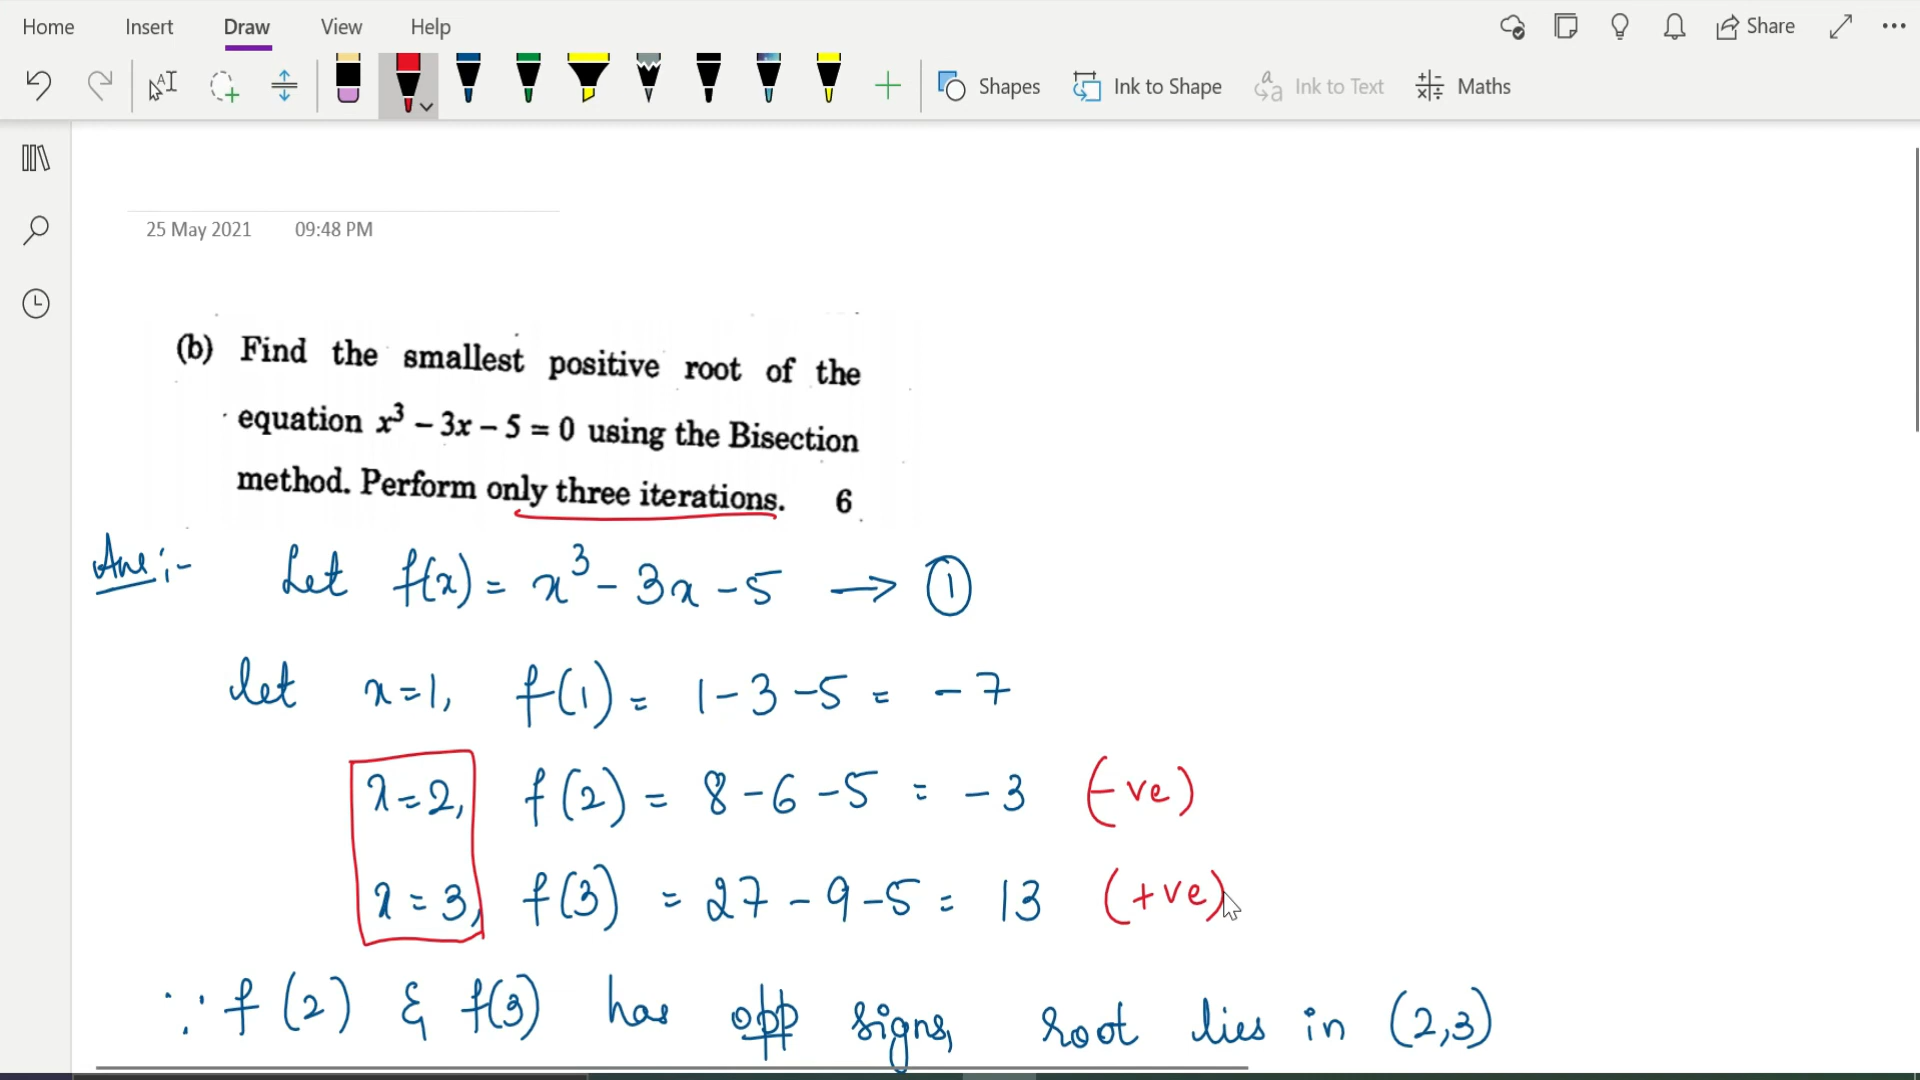 Home Insert Draw View Help Share
Shapes Ink to Shape Ink to Text Maths
25 May 2021 09:48 PM
(b) Find the smallest positive root of the
equation x³ – 3x – 5 = 0 using the Bisection
method. Perform only three iterations. 6
Ans:- Let f(x) = x³ - 3x - 5 → ①
let x=1, f(1) = 1-3-5 = -7
x=2, f(2) = 8-6-5 = -3 (-ve)
x=3, f(3) = 27-9-5 = 13 (+ve)
∵ f(2) & f(3) has opp signs, root lies in (2,3)